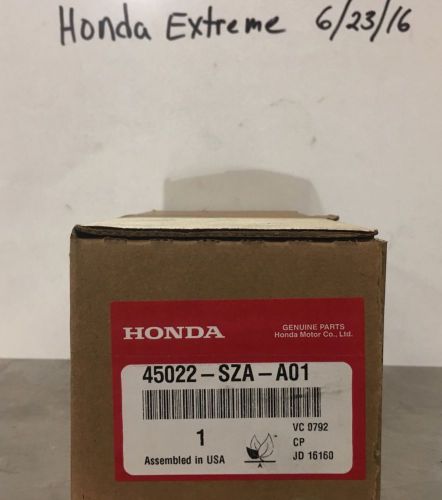 Honda Extreme 6/23/16
HONDA
GENUINE PARTS
Honda Motor Co., Ltd.
45022-SZA-A01
1
VC 0792
CP
Assembled in USA
A
JD 16160